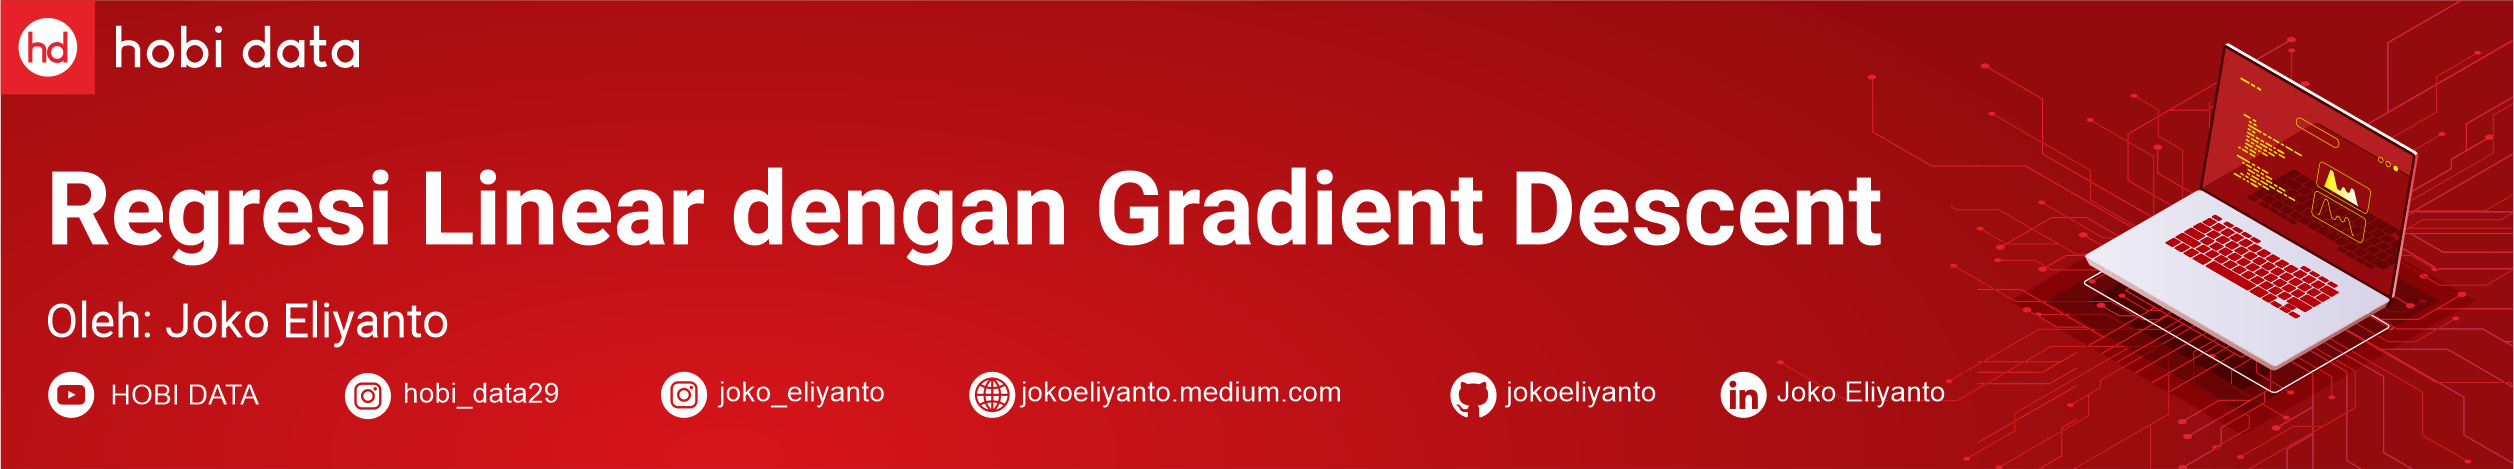 hd hobi data
Regresi Linear dengan Gradient Descent
Oleh: Joko Eliyanto
HOBI DATA hobi_data29 joko_eliyanto jokoeliyanto.medium.com jokoeliyanto in Joko Eliyanto